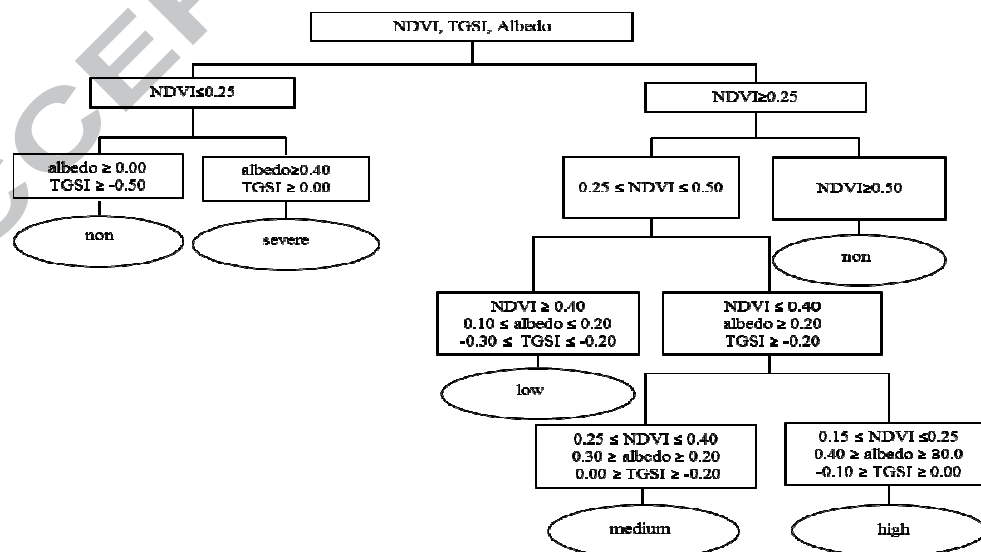 NDVI, TGSI, Albedo
NDVI≤0.25
NDVI≥0.25
albedo ≥ 0.00
TGSI ≥ -0.50
albedo≥0.40
TGSI ≥ 0.00
0.25 ≤ NDVI ≤ 0.50
NDVI≥0.50
non
severe
non
NDVI ≥ 0.40
0.10 ≤ albedo ≤ 0.20
-0.30 ≤ TGSI ≤ -0.20
NDVI ≤ 0.40
albedo ≥ 0.20
TGSI ≥ -0.20
low
0.25 ≤ NDVI ≤ 0.40
0.30 ≥ albedo ≥ 0.20
0.00 ≥ TGSI ≥ -0.20
0.15 ≤ NDVI ≤0.25
0.40 ≥ albedo ≥ 30.0
-0.10 ≥ TGSI ≥ 0.00
medium
high